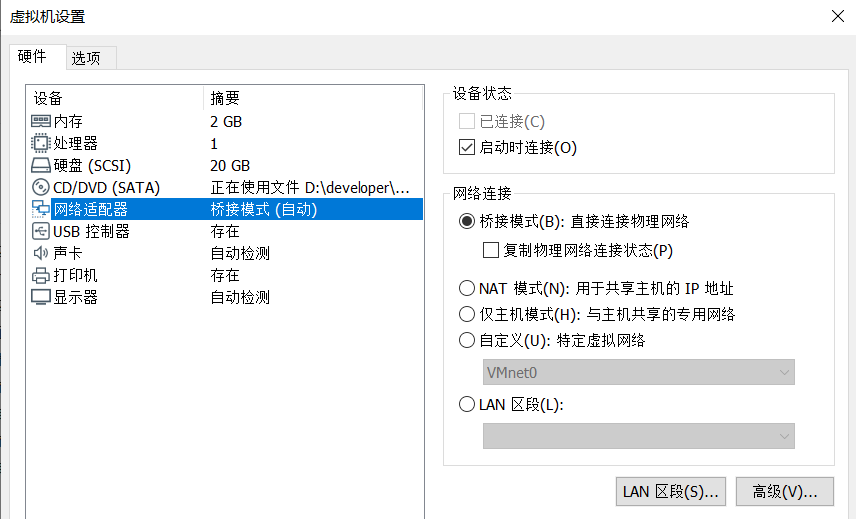 虚拟机设置
硬件 选项
设备 摘要
内存 2 GB
处理器 1
硬盘 (SCSI) 20 GB
CD/DVD (SATA) 正在使用文件 D:\developer\...
网络适配器 桥接模式 (自动)
USB 控制器 存在
声卡 自动检测
打印机 存在
显示器 自动检测
设备状态
已连接(C)
启动时连接(O)
网络连接
桥接模式(B): 直接连接物理网络
复制物理网络连接状态(P)
NAT 模式(N): 用于共享主机的 IP 地址
仅主机模式(H): 与主机共享的专用网络
自定义(U): 特定虚拟网络
VMnet0
LAN 区段(L):
LAN 区段(S)... 高级(V)...